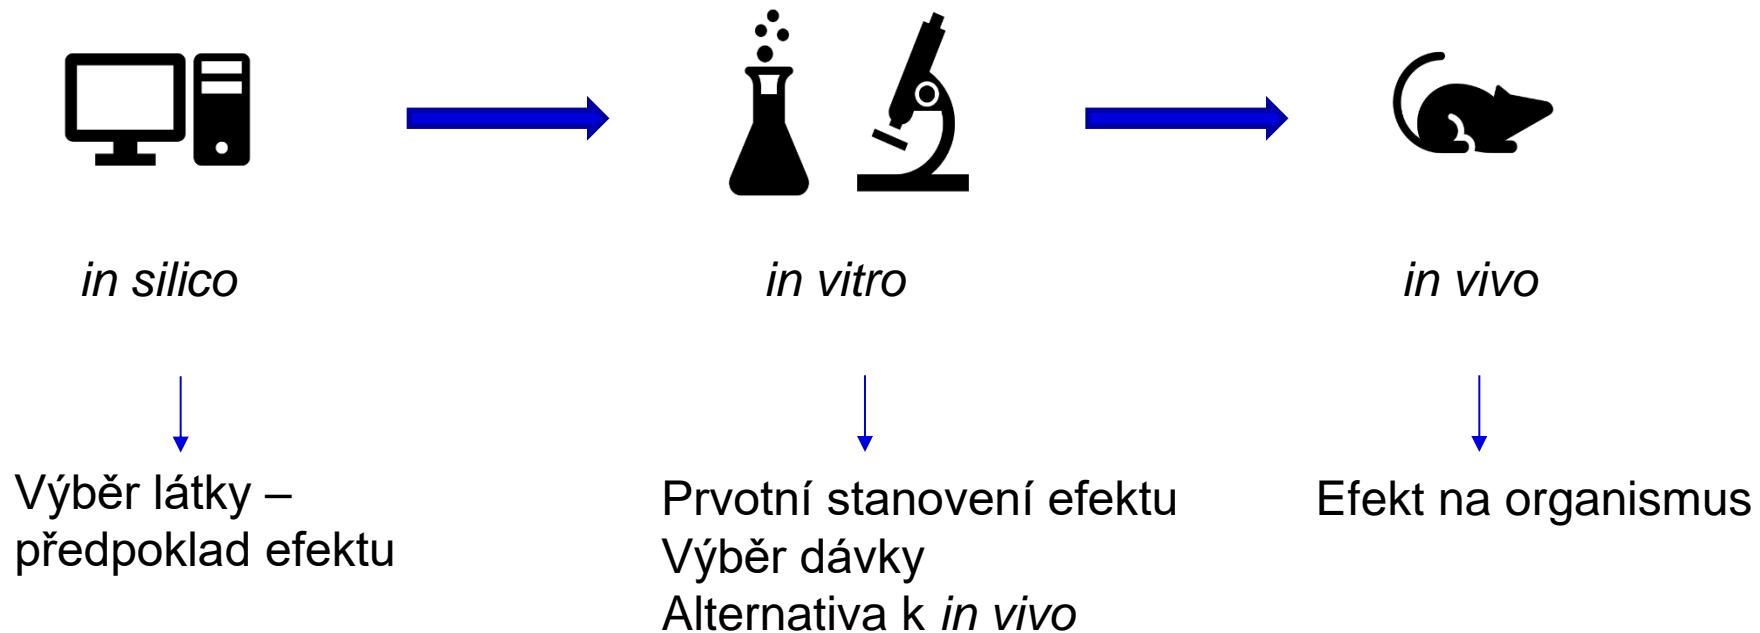 in silico
in vitro
in vivo
Výběr látky –
předpoklad efektu
Prvotní stanovení efektu
Výběr dávky
Alternativa k in vivo
Efekt na organismus